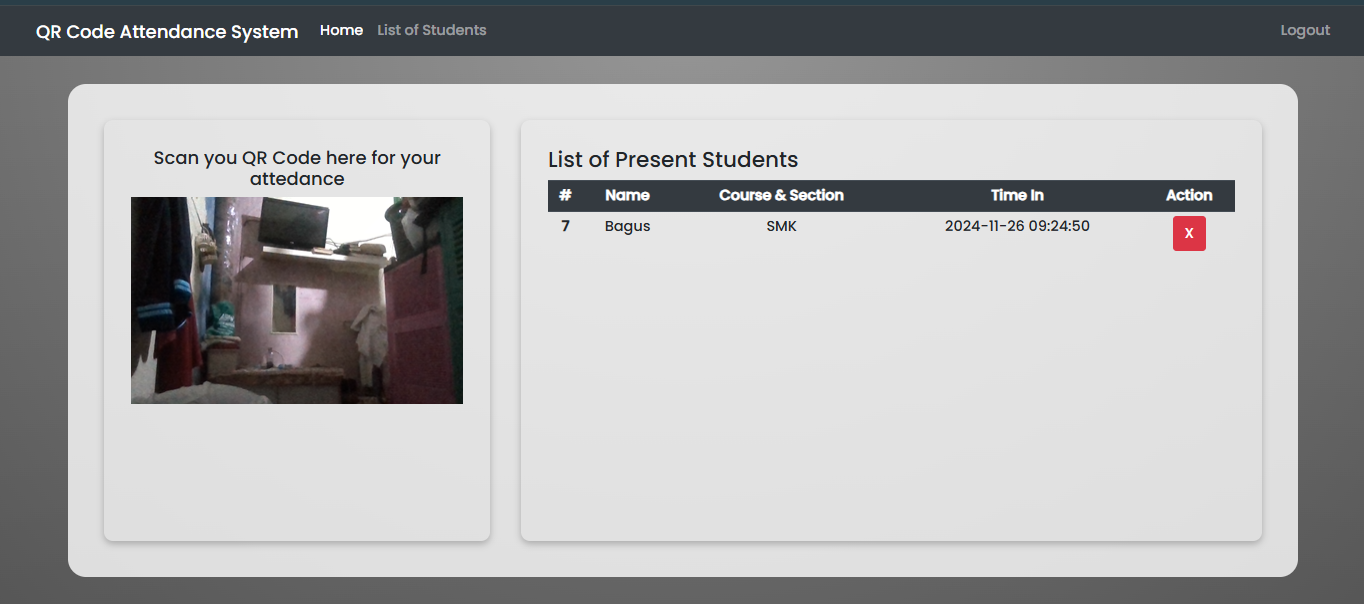 QR Code Attendance System Home List of Students Logout
Scan you QR Code here for your
attedance
List of Present Students
# Name Course & Section Time In Action
7 Bagus SMK 2024-11-26 09:24:50 X